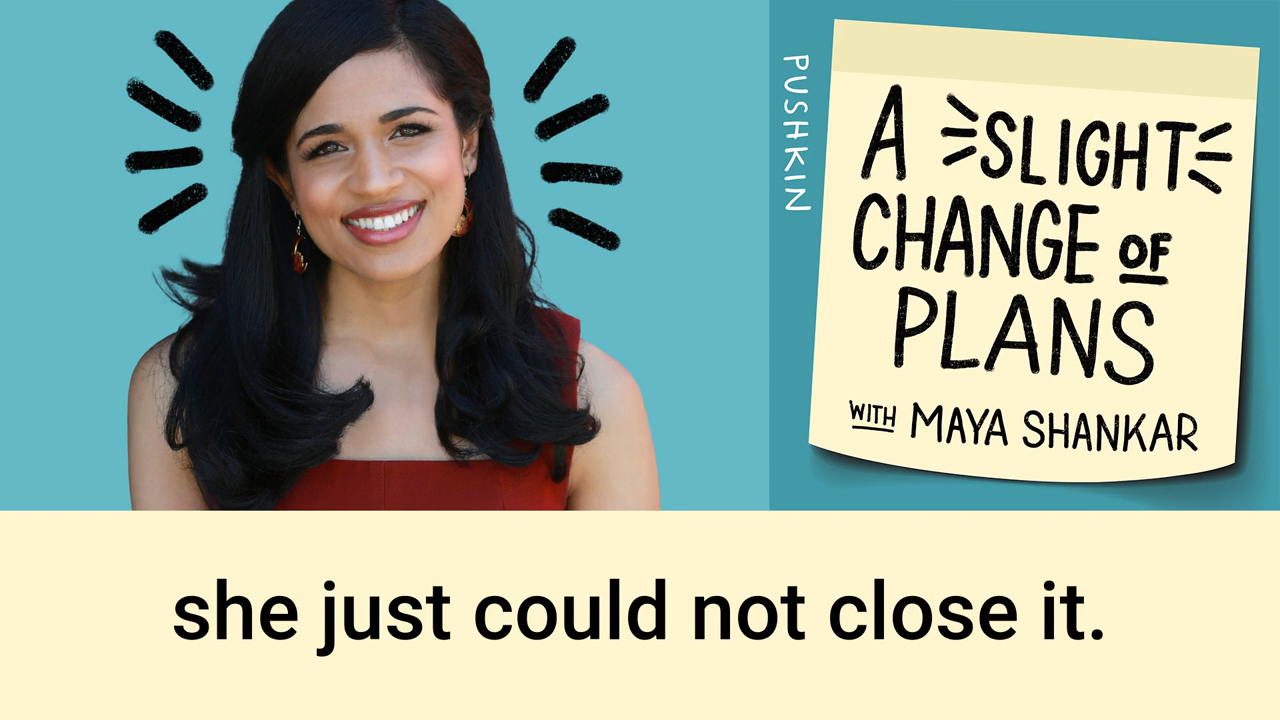 PUSHKIN
A SLIGHT
CHANGE OF
PLANS
WITH MAYA SHANKAR
she just could not close it.